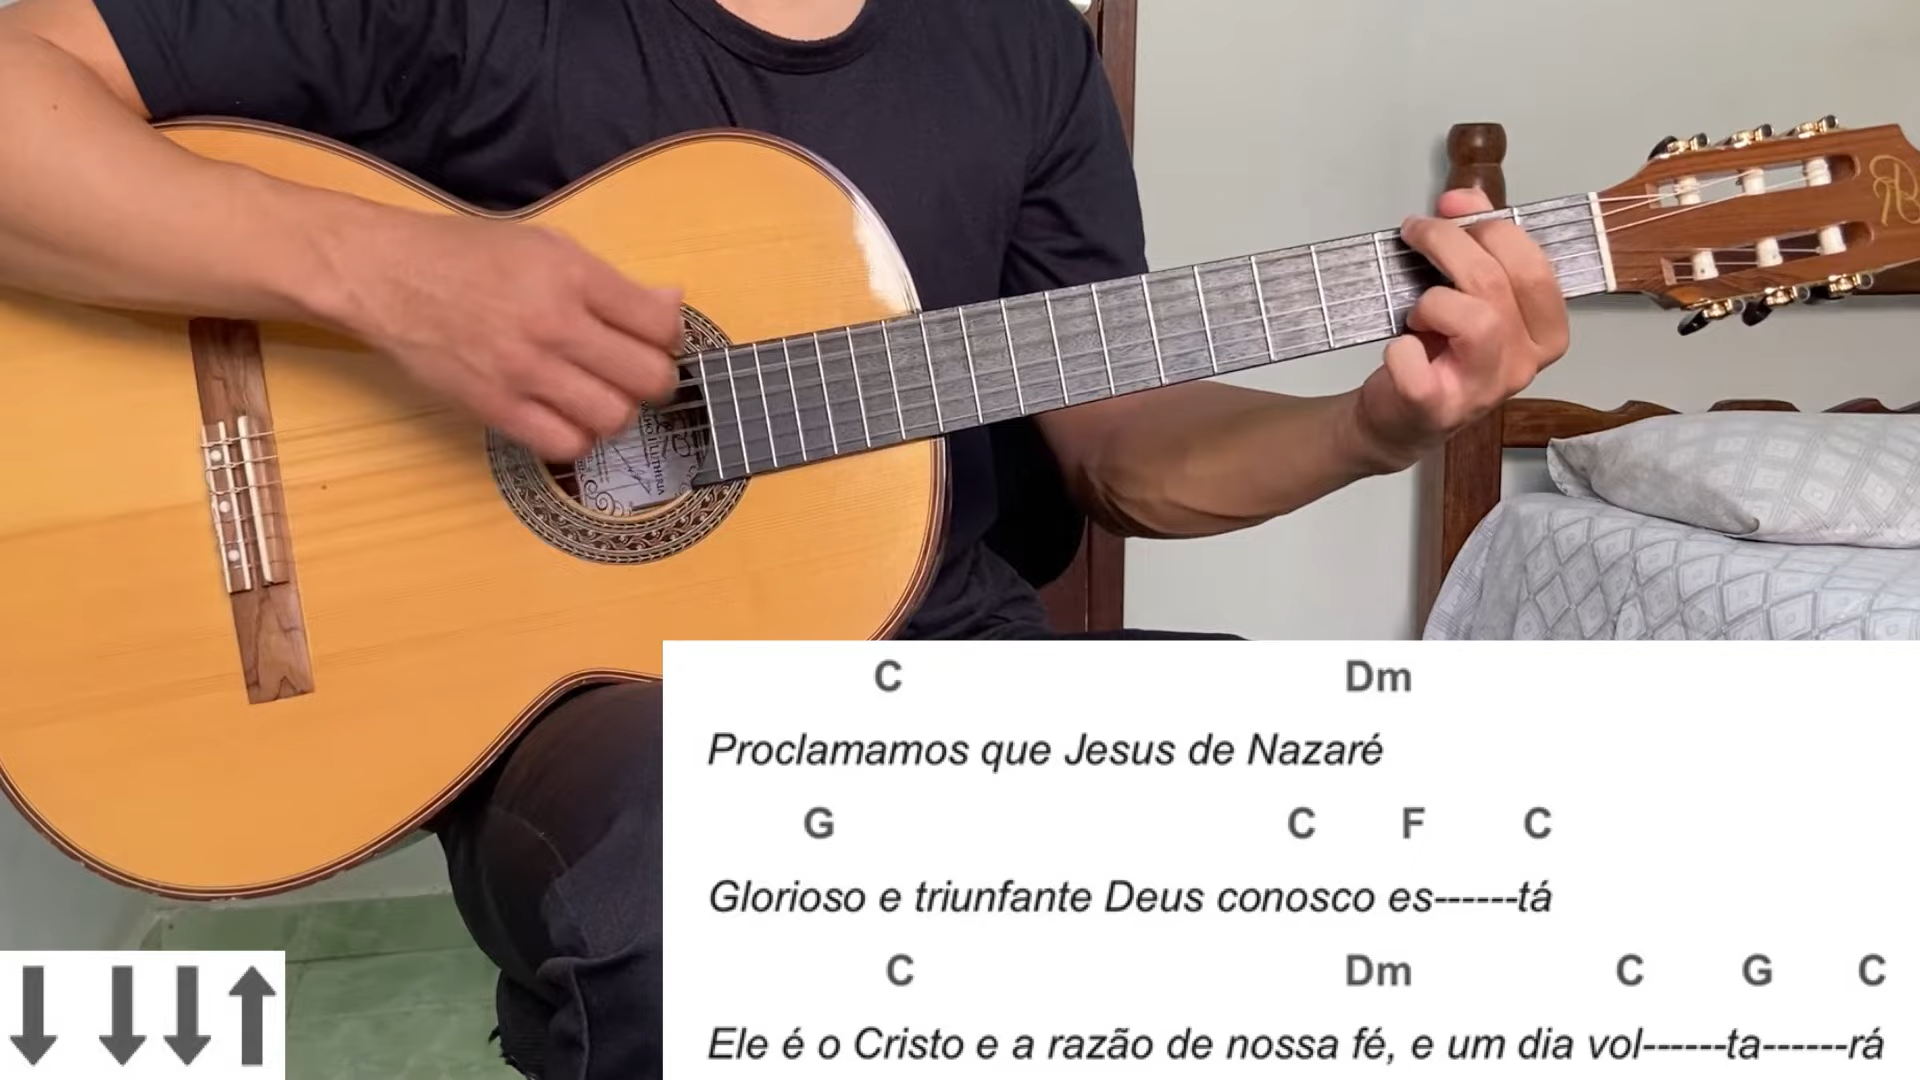 C Dm
Proclamamos que Jesus de Nazaré
G C F C
Glorioso e triunfante Deus conosco es------tá
C Dm C G C
Ele é o Cristo e a razão de nossa fé, e um dia vol------ta------rá
LUTHERIA